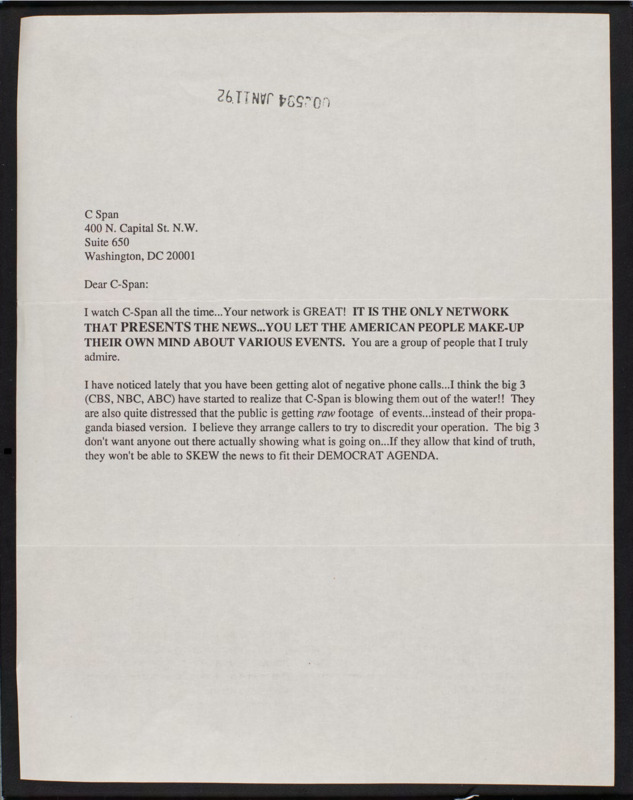 JAN 11 '92
C Span
400 N. Capital St. N.W.
Suite 650
Washington, DC 20001
Dear C-Span:
I watch C-Span all the time...Your network is GREAT! IT IS THE ONLY NETWORK
THAT PRESENTS THE NEWS...YOU LET THE AMERICAN PEOPLE MAKE-UP
THEIR OWN MIND ABOUT VARIOUS EVENTS. You are a group of people that I truly
admire.
I have noticed lately that you have been getting alot of negative phone calls...I think the big 3
(CBS, NBC, ABC) have started to realize that C-Span is blowing them out of the water!! They
are also quite distressed that the public is getting raw footage of events...instead of their propa-
ganda biased version. I believe they arrange callers to try to discredit your operation. The big 3
don't want anyone out there actually showing what is going on...If they allow that kind of truth,
they won't be able to SKEW the news to fit their DEMOCRAT AGENDA.